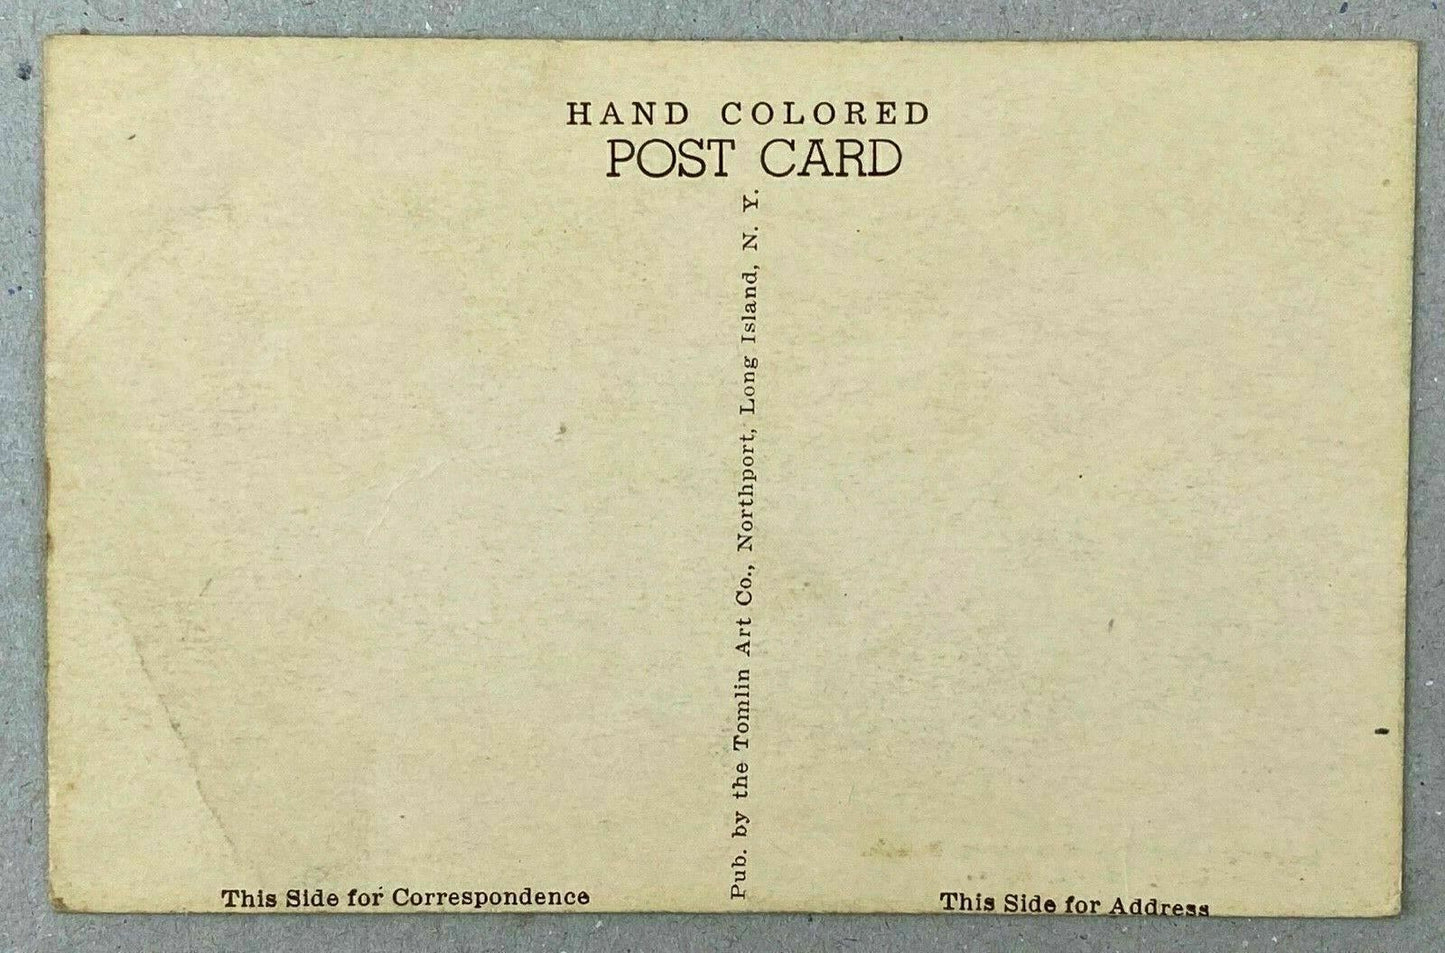 HAND COLORED
POST CARD
Pub. by the Tomlin Art Co., Northport, Long Island, N. Y.
This Side for Correspondence
This Side for Address